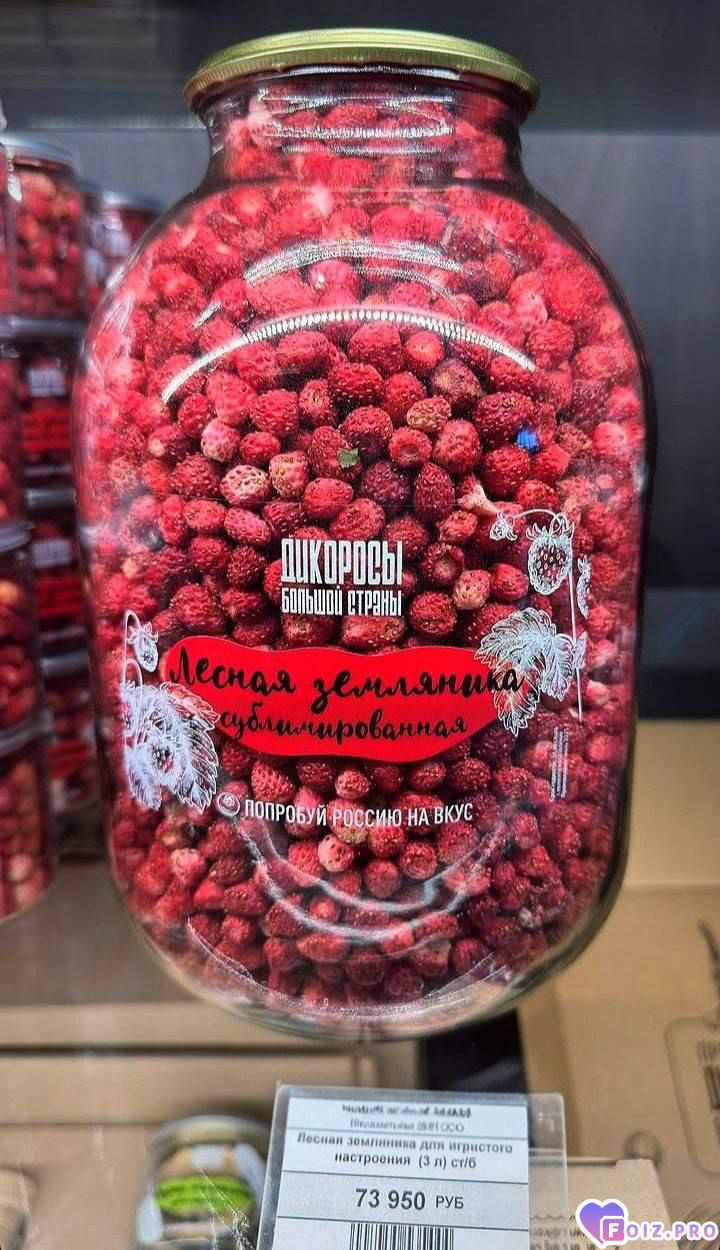 ДИКОРОСЫ
БОЛЬШОЙ СТРАНЫ
Лесная земляника
сублимированная
ПОПРОБУЙ РОССИЮ НА ВКУС
Лесная земляника для игристого
настроения (3 л) ст/б
73 950 РУБ
FOIZ.PRO